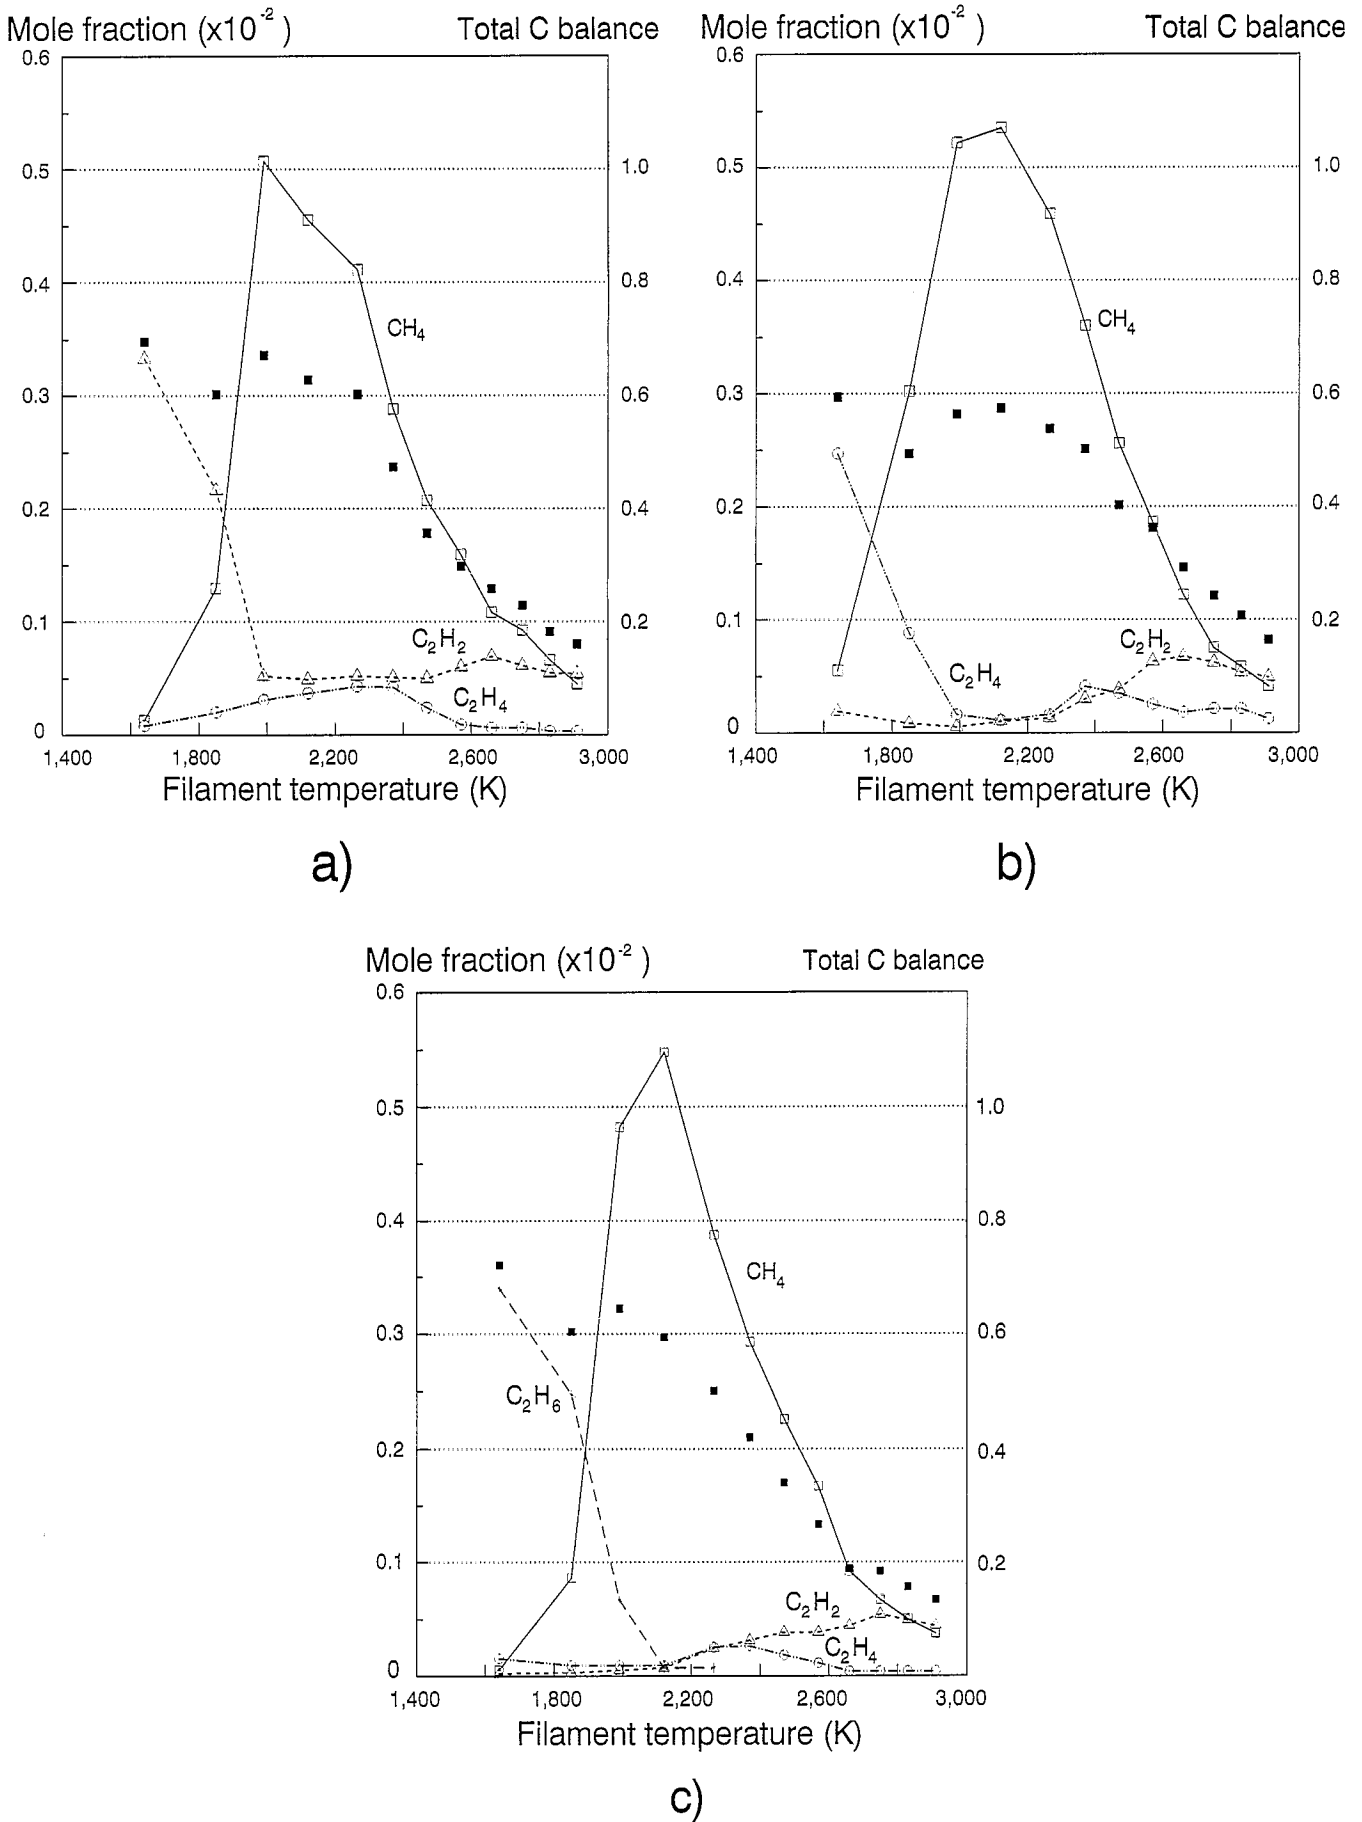 Mole fraction (x10⁻²) Total C balance
0.6
0.5 1.0
0.4 0.8
CH₄
0.3 0.6
0.2 0.4
0.1 0.2
C₂H₂
C₂H₄
0
1,400 1,800 2,200 2,600 3,000
Filament temperature (K)
a)
Mole fraction (x10⁻²) Total C balance
0.6
0.5 1.0
0.4 0.8
CH₄
0.3 0.6
0.2 0.4
0.1 0.2
C₂H₂
C₂H₄
0
1,400 1,800 2,200 2,600 3,000
Filament temperature (K)
b)
Mole fraction (x10⁻²) Total C balance
0.6
0.5 1.0
0.4 0.8
CH₄
0.3 0.6
C₂H₆
0.2 0.4
0.1 0.2
C₂H₂
C₂H₄
0
1,400 1,800 2,200 2,600 3,000
Filament temperature (K)
c)